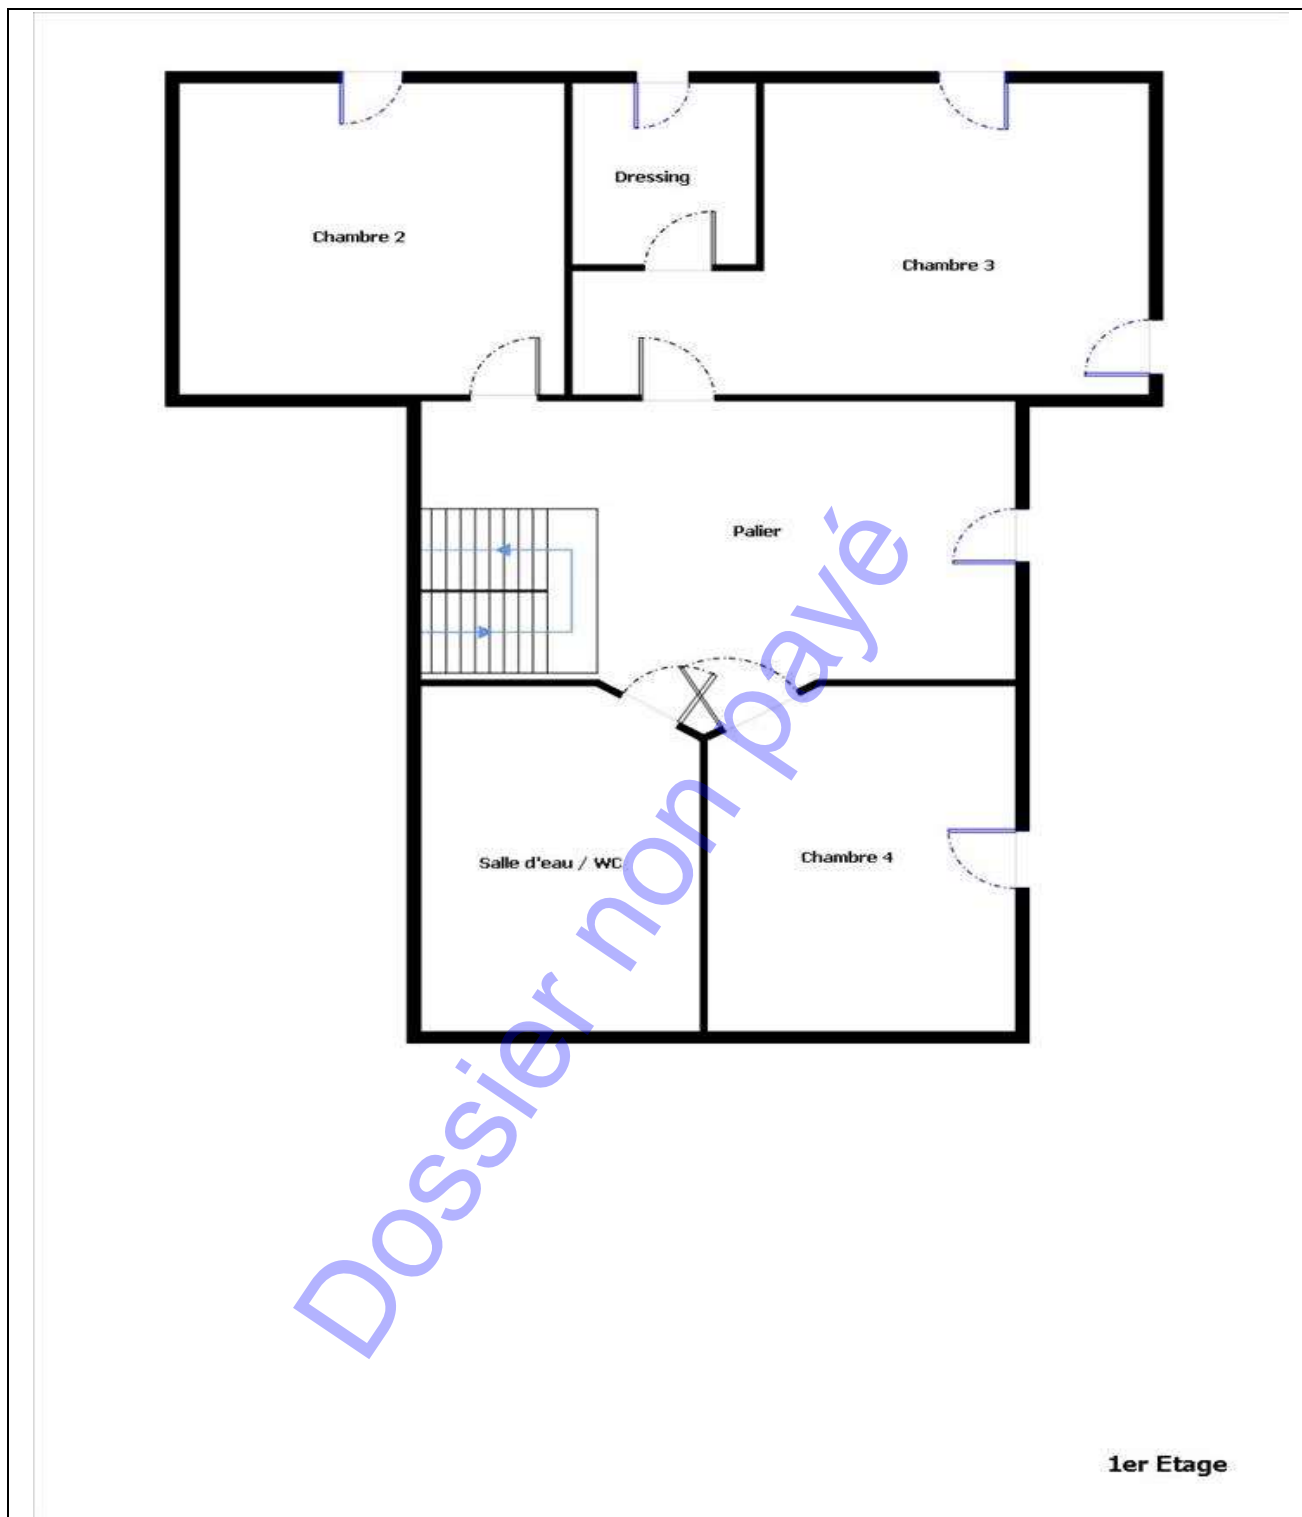 Dressing
Chambre 2
Chambre 3
Palier
Salle d'eau / WC
Chambre 4
Dossier non payé
1er Etage